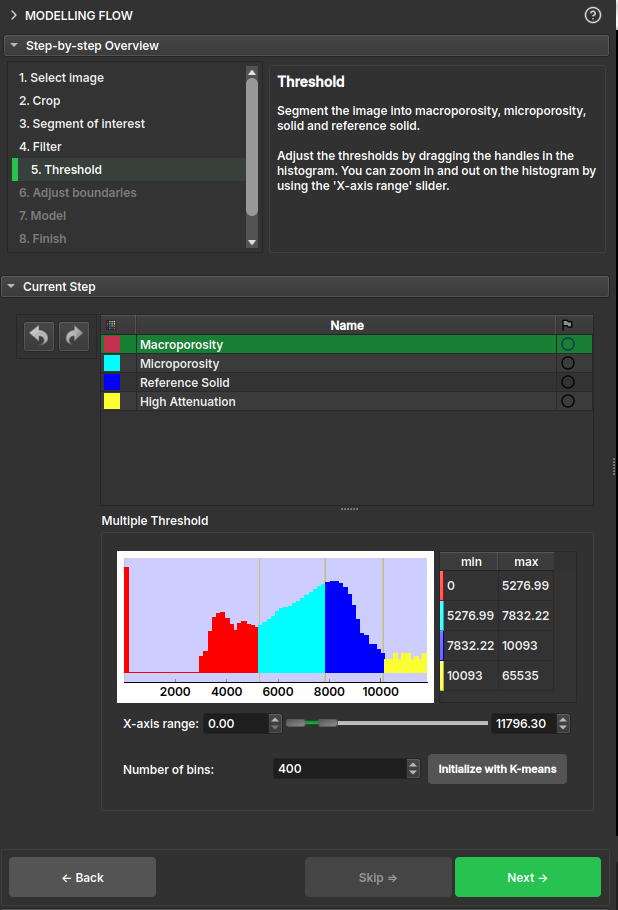 MODELLING FLOW
?
Step-by-step Overview
1. Select image
2. Crop
3. Segment of interest
4. Filter
5. Threshold
6. Adjust boundaries
7. Model
8. Finish
Threshold
Segment the image into macroporosity, microporosity,
solid and reference solid.
Adjust the thresholds by dragging the handles in the
histogram. You can zoom in and out on the histogram by
using the 'X-axis range' slider.
Current Step
Name
Macroporosity
Microporosity
Reference Solid
High Attenuation
Multiple Threshold
2000 4000 6000 8000 10000
min max
0 5276.99
5276.99 7832.22
7832.22 10093
10093 65535
X-axis range: 0.00 11796.30
Number of bins: 400 Initialize with K-means
← Back Skip ⇒ Next →